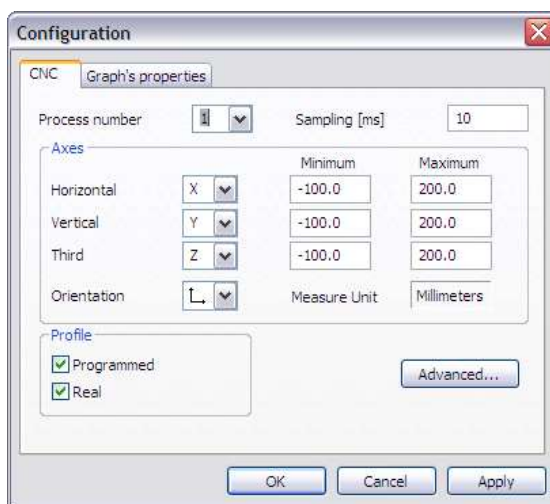 Configuration
CNC Graph's properties
Process number 1 Sampling [ms] 10
Axes
Minimum Maximum
Horizontal X -100.0 200.0
Vertical Y -100.0 200.0
Third Z -100.0 200.0
Orientation Measure Unit Millimeters
Profile
Programmed
Real
Advanced...
OK Cancel Apply